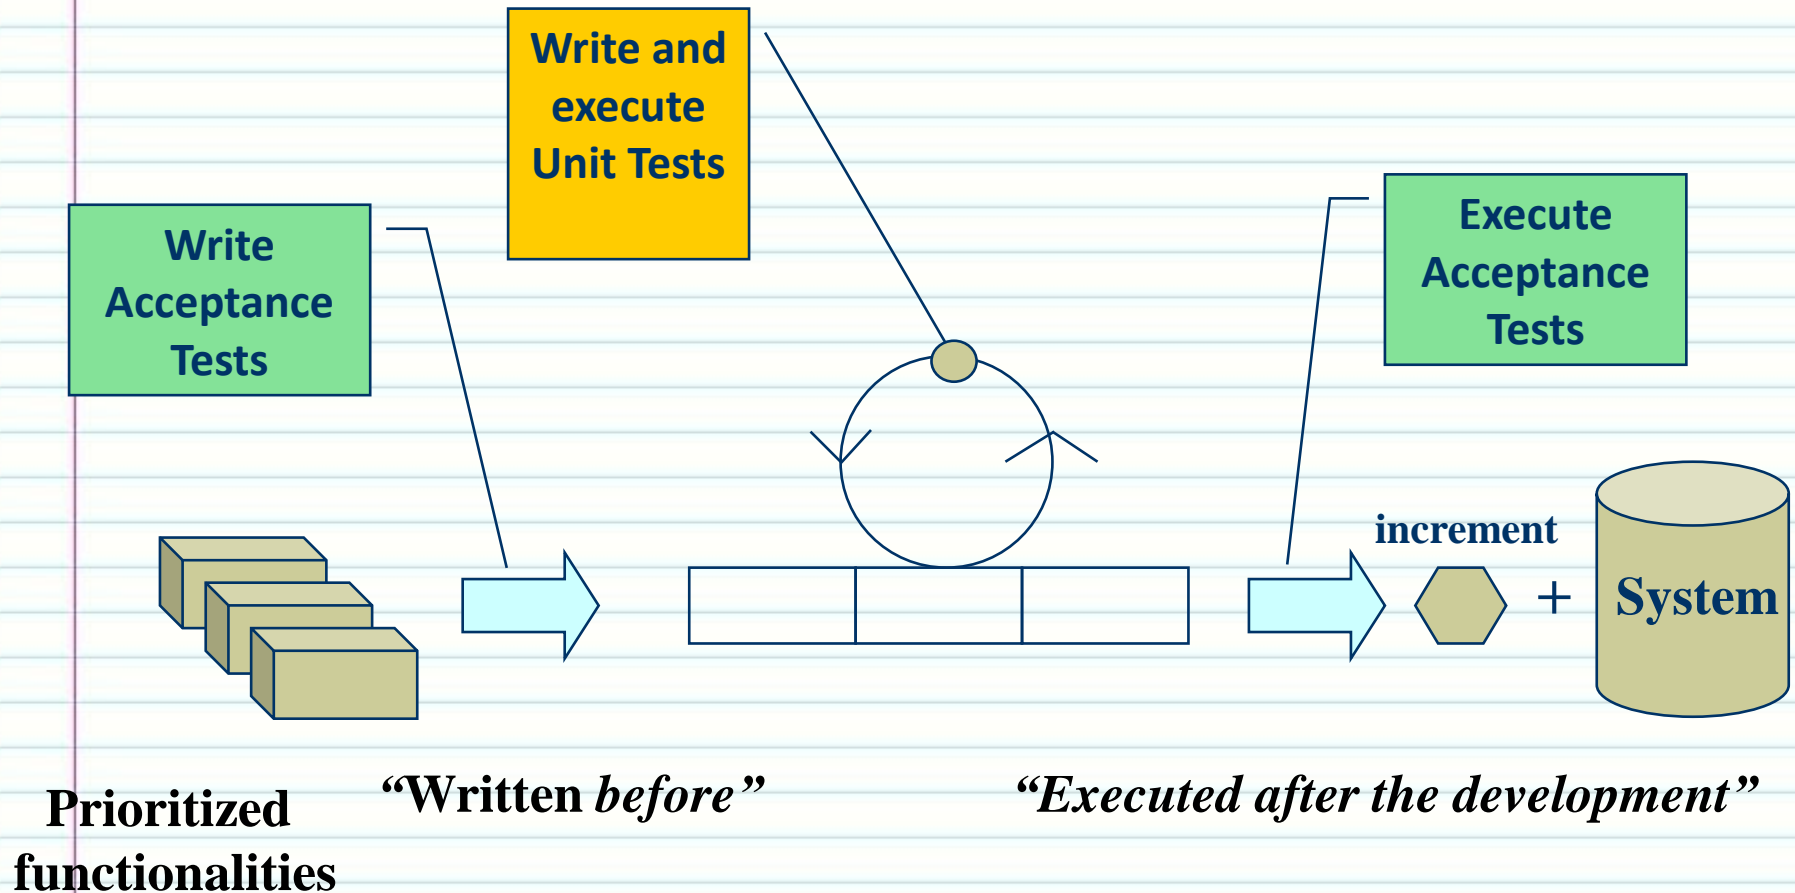 Write and
execute
Unit Tests
Write
Acceptance
Tests
Execute
Acceptance
Tests
increment
+
System
Prioritized
functionalities
“Written before”
“Executed after the development”